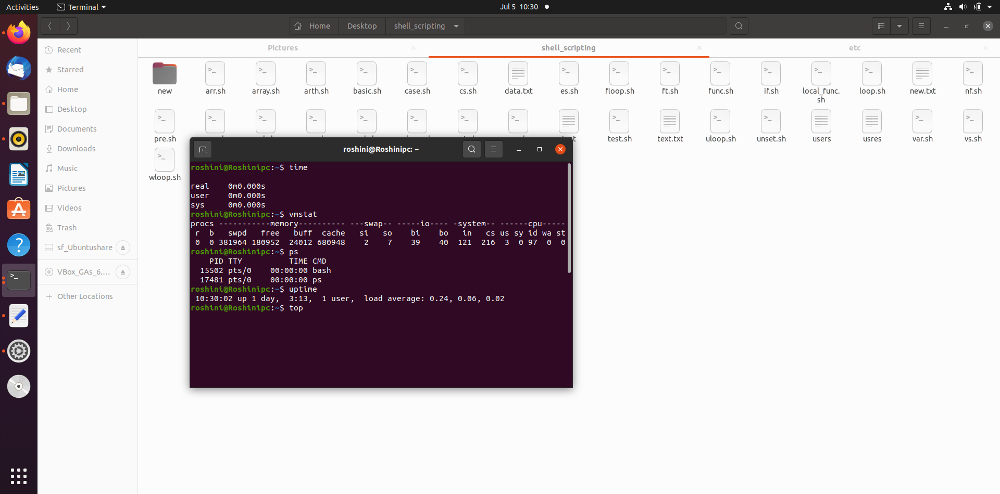 Activities
Terminal
Jul 5 10:30
Home
Desktop
shell_scripting
Recent
Starred
Home
Desktop
Documents
Downloads
Music
Pictures
Videos
Trash
sf_Ubuntushare
VBox_GAs_6....
Other Locations
Pictures
shell_scripting
etc
new
arr.sh
array.sh
arth.sh
basic.sh
case.sh
cs.sh
data.txt
es.sh
floop.sh
ft.sh
func.sh
if.sh
local_func.
sh
loop.sh
new.txt
nf.sh
pre.sh
test.sh
text.txt
uloop.sh
unset.sh
users
usres
var.sh
vs.sh
wloop.sh
roshini@Roshinipc: ~
roshini@Roshinipc:~$ time
real    0m0.000s
user    0m0.000s
sys     0m0.000s
roshini@Roshinipc:~$ vmstat
procs -----------memory---------- ---swap-- -----io---- -system-- ------cpu-----
 r  b   swpd   free   buff  cache   si   so    bi    bo   in   cs us sy id wa st
 0  0 381964 180952  24012 680948    2    7    39    40  121  216  3  0 97  0  0
roshini@Roshinipc:~$ ps
    PID TTY          TIME CMD
  15502 pts/0    00:00:00 bash
  17481 pts/0    00:00:00 ps
roshini@Roshinipc:~$ uptime
 10:30:02 up 1 day,  3:13,  1 user,  load average: 0.24, 0.06, 0.02
roshini@Roshinipc:~$ top